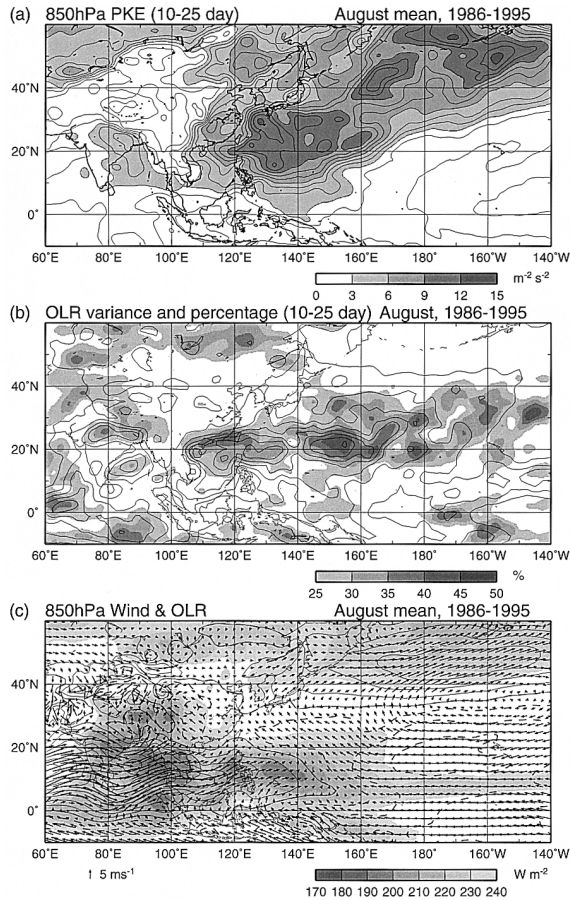 (a) 850hPa PKE (10-25 day) August mean, 1986-1995
40°N
20°N
0°
60°E 80°E 100°E 120°E 140°E 160°E 180° 160°W 140°W
0 3 6 9 12 15 m⁻² s⁻²
(b) OLR variance and percentage (10-25 day) August, 1986-1995
40°N
20°N
0°
60°E 80°E 100°E 120°E 140°E 160°E 180° 160°W 140°W
25 30 35 40 45 50 %
(c) 850hPa Wind & OLR August mean, 1986-1995
40°N
20°N
0°
60°E 80°E 100°E 120°E 140°E 160°E 180° 160°W 140°W
↑ 5 ms⁻¹ W m⁻²
170 180 190 200 210 220 230 240